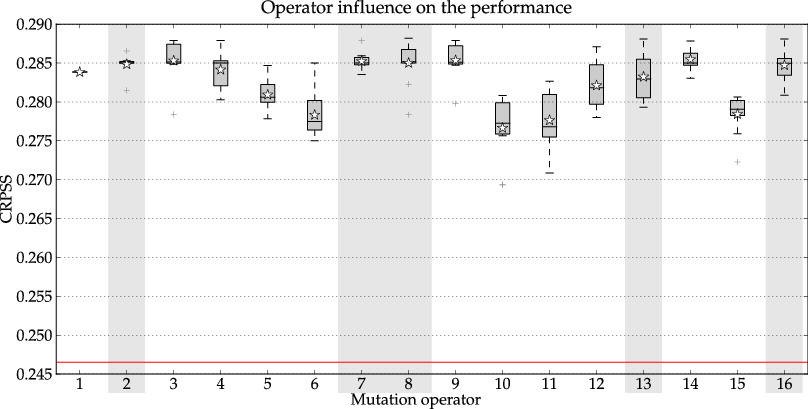 Operator influence on the performance
0.290
0.285
0.280
0.275
0.270
0.265
0.260
0.255
0.250
0.245
CRPSS
1 2 3 4 5 6 7 8 9 10 11 12 13 14 15 16
Mutation operator